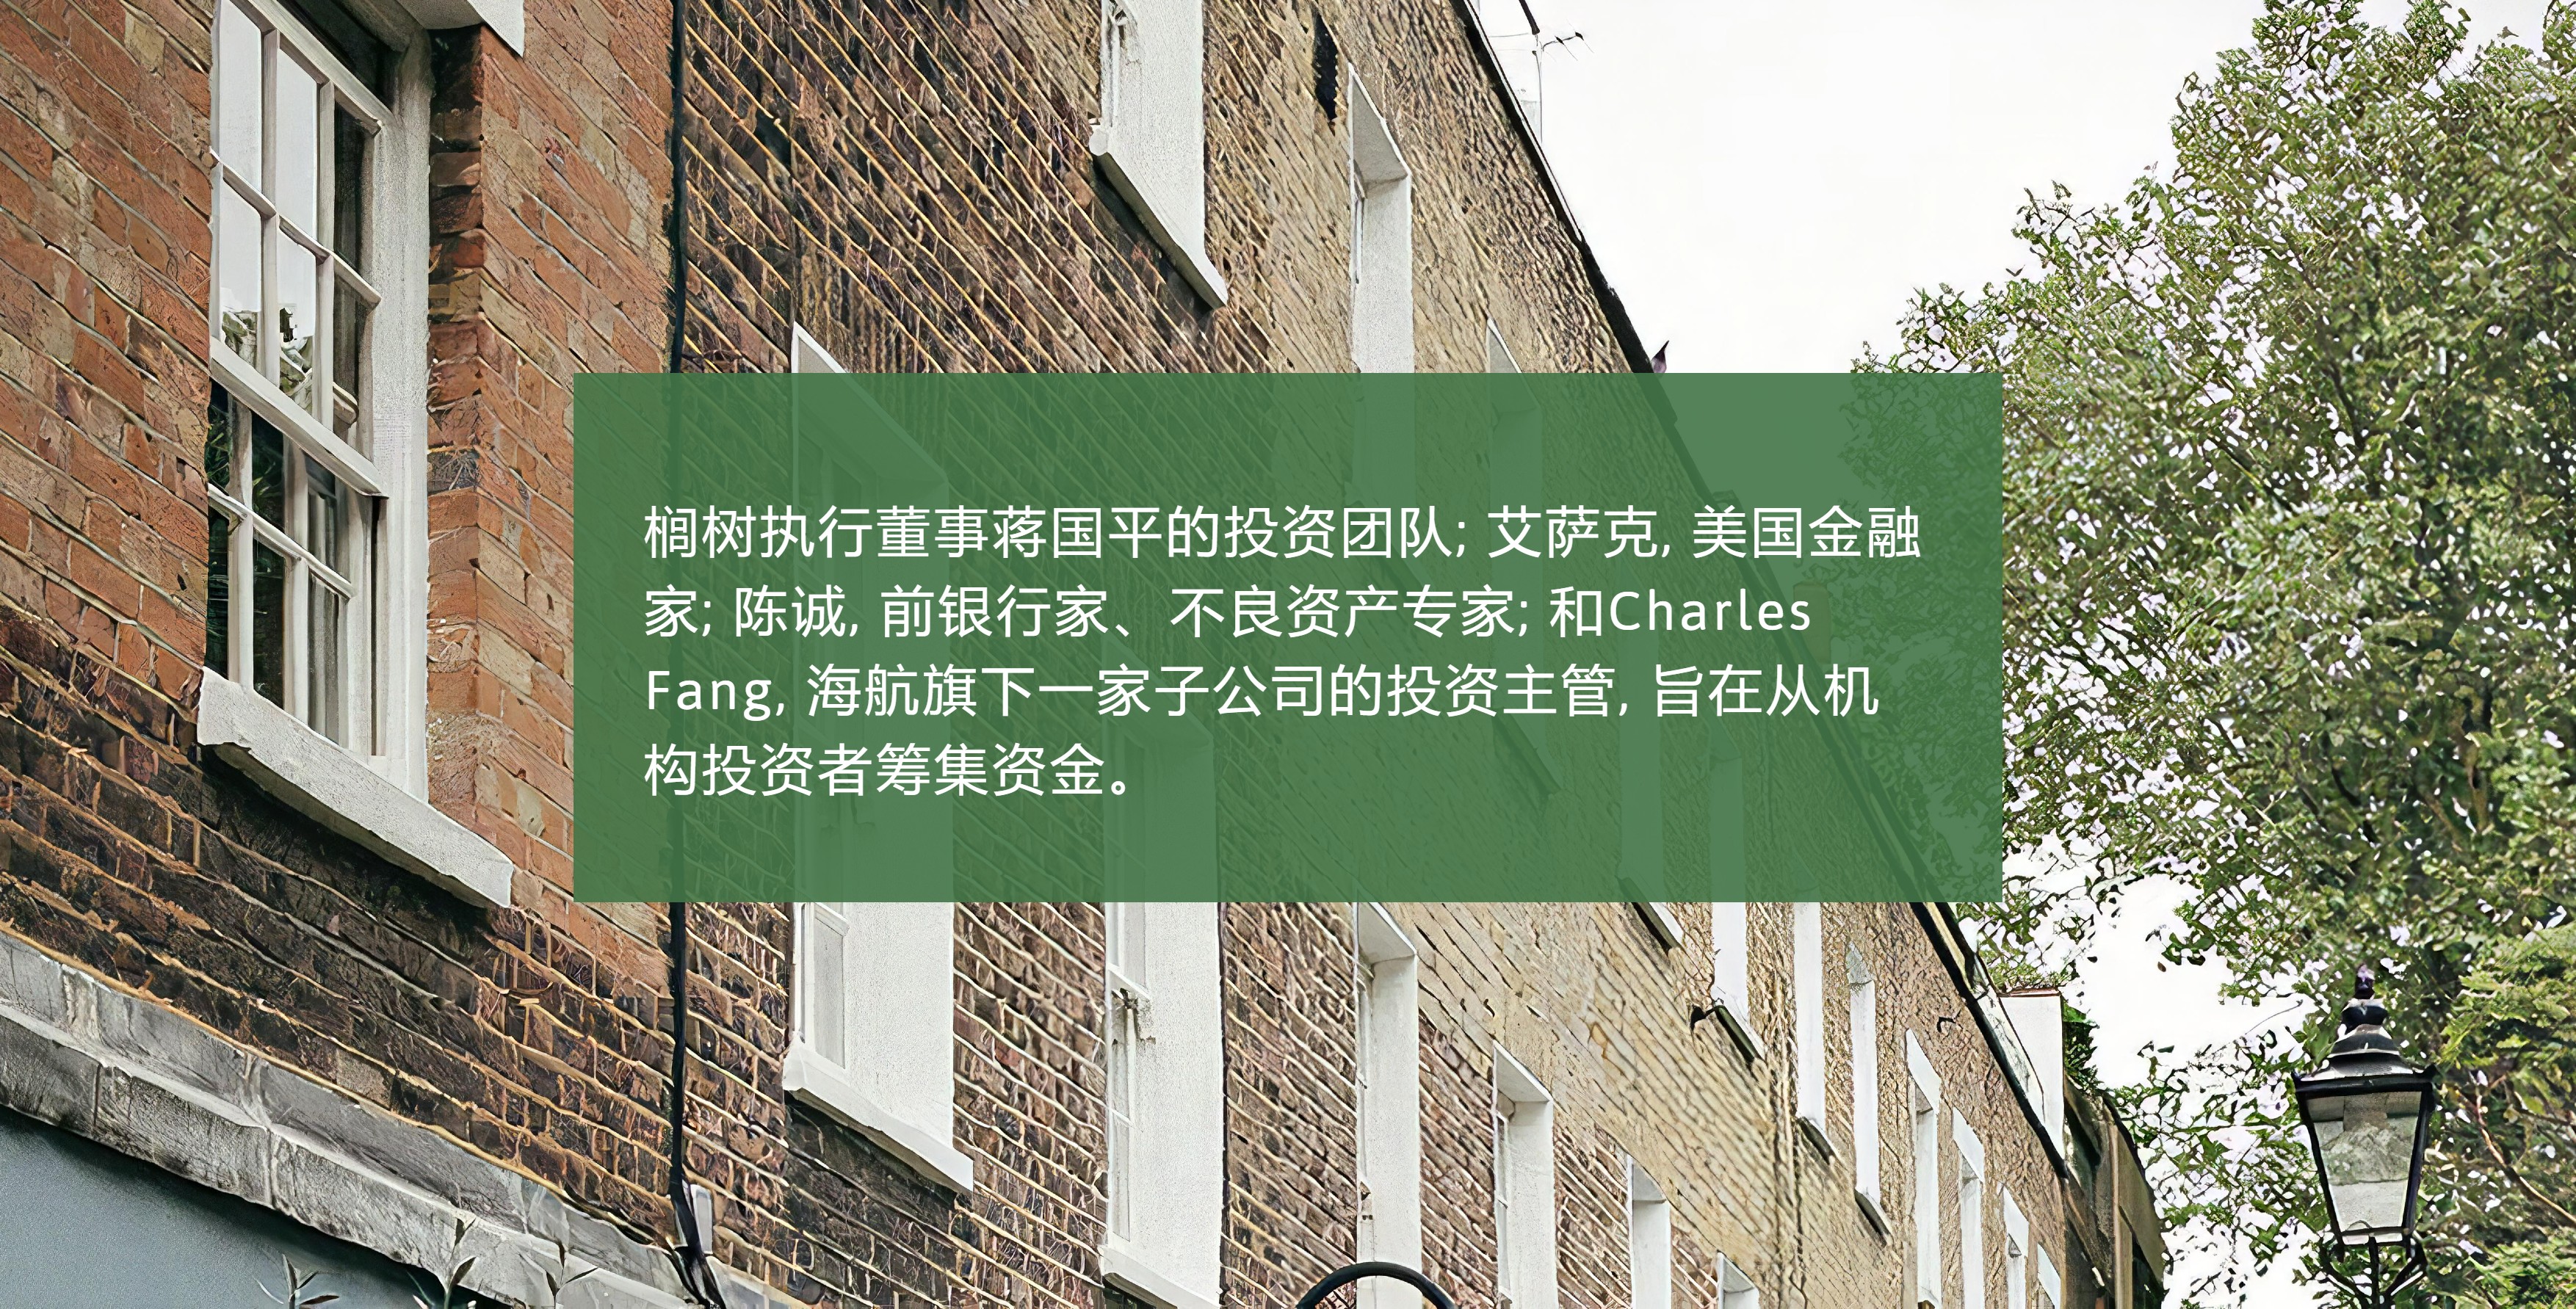 榈树执行董事蒋国平的投资团队; 艾萨克, 美国金融
家; 陈诚, 前银行家、不良资产专家; 和Charles
Fang, 海航旗下一家子公司的投资主管, 旨在从机
构投资者筹集资金。